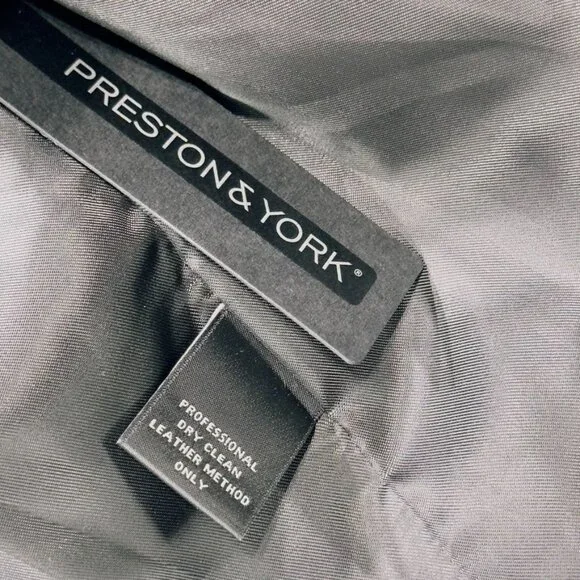 PRESTON & YORK®
PROFESSIONAL
DRY CLEAN
LEATHER METHOD
ONLY